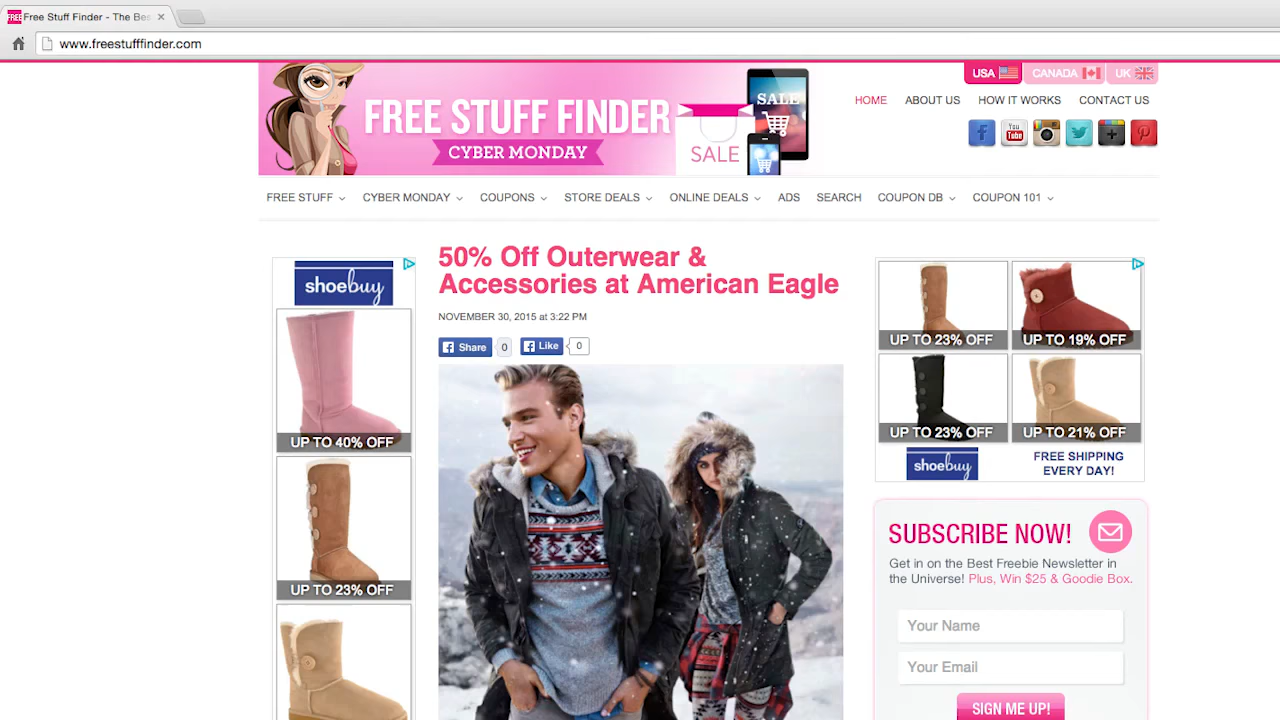 FREE Free Stuff Finder - The Bes
www.freestufffinder.com
USA CANADA UK
FREE STUFF FINDER
CYBER MONDAY
SALE
SALE
HOME ABOUT US HOW IT WORKS CONTACT US
You Tube
FREE STUFF CYBER MONDAY COUPONS STORE DEALS ONLINE DEALS ADS SEARCH COUPON DB COUPON 101
shoebuy
UP TO 40% OFF
UP TO 23% OFF
50% Off Outerwear &
Accessories at American Eagle
NOVEMBER 30, 2015 at 3:22 PM
Share 0 Like 0
UP TO 23% OFF UP TO 19% OFF
UP TO 23% OFF UP TO 21% OFF
shoebuy
FREE SHIPPING
EVERY DAY!
SUBSCRIBE NOW!
Get in on the Best Freebie Newsletter in
the Universe! Plus, Win $25 & Goodie Box.
Your Name
Your Email
SIGN ME UP!